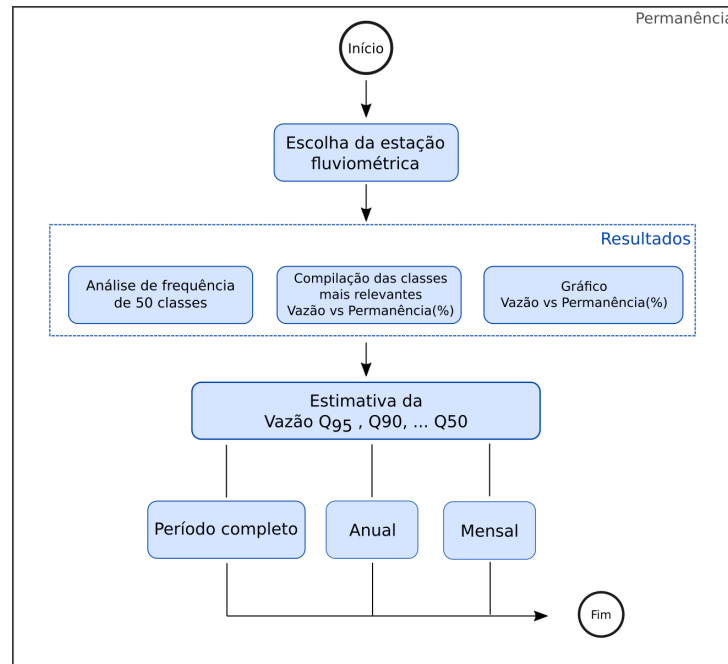 Permanência
Início
Escolha da estação
fluviométrica
Resultados
Análise de frequência
de 50 classes
Compilação das classes
mais relevantes
Vazão vs Permanência(%)
Gráfico
Vazão vs Permanência(%)
Estimativa da
Vazão Q95 , Q90, ... Q50
Período completo
Anual
Mensal
Fim